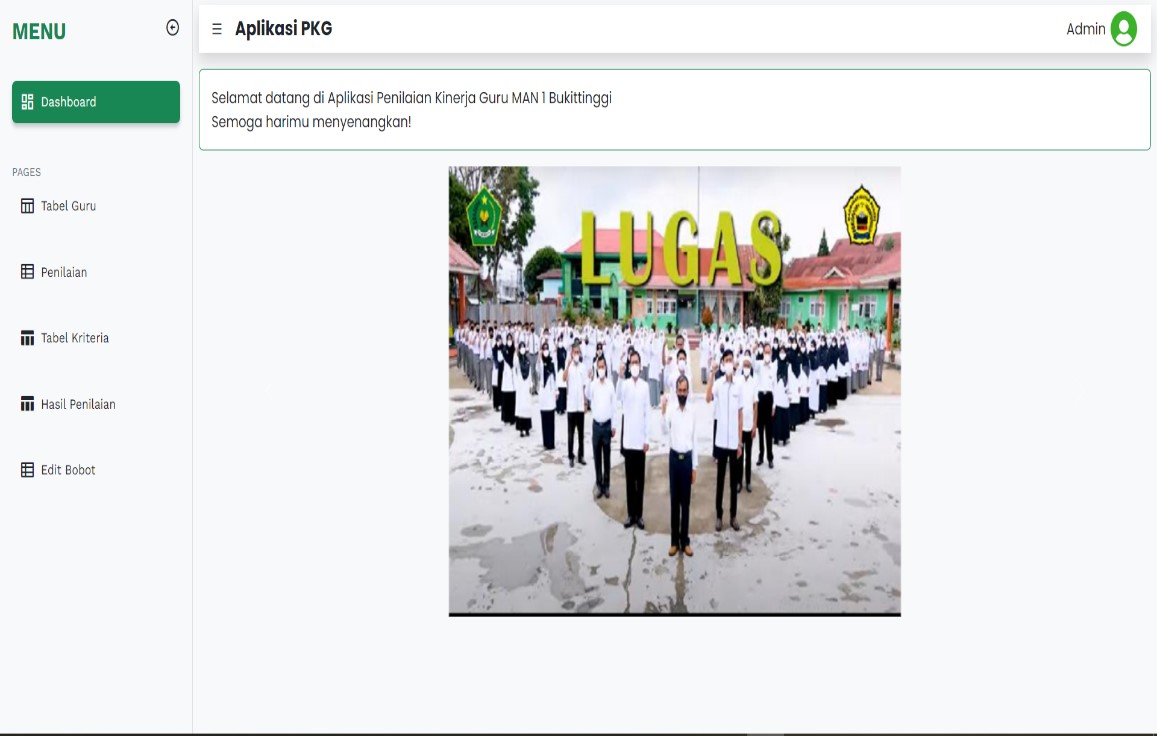 MENU
Aplikasi PKG
Admin
Dashboard
Selamat datang di Aplikasi Penilaian Kinerja Guru MAN 1 Bukittinggi
Semoga harimu menyenangkan!
PAGES
Tabel Guru
Penilaian
Tabel Kriteria
Hasil Penilaian
Edit Bobot
LUGAS